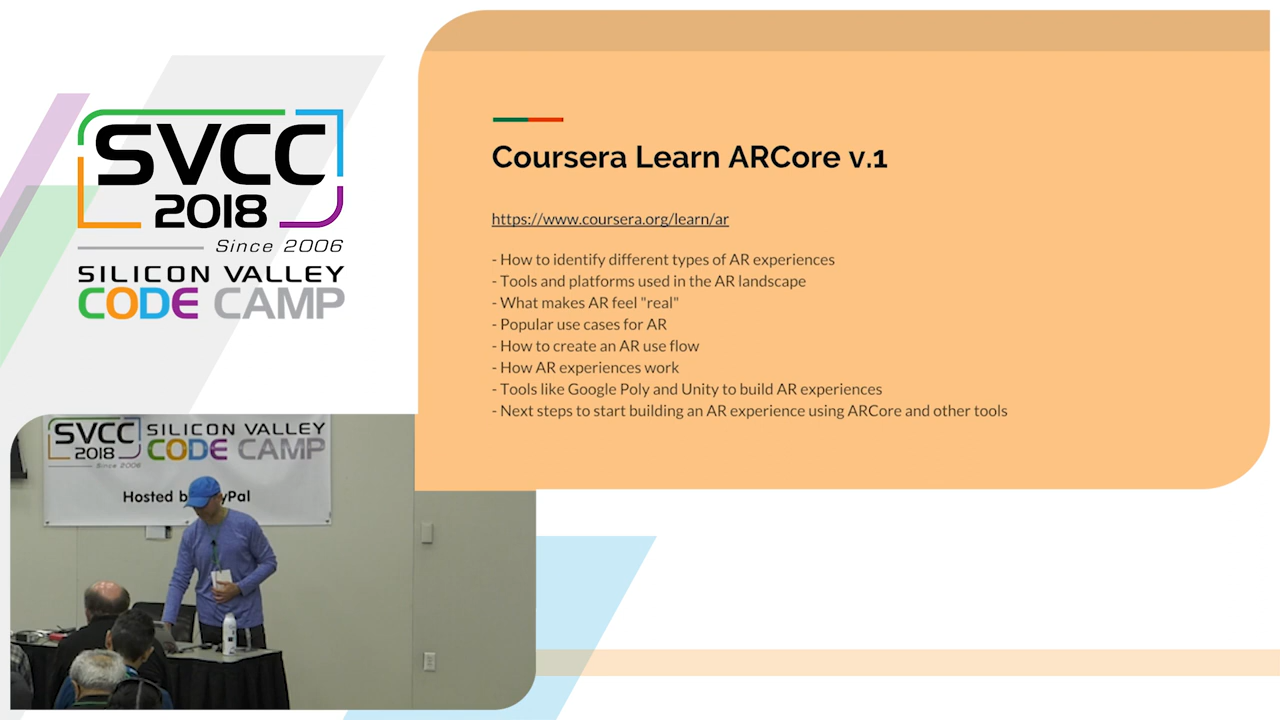 SVCC
2018
Since 2006
SILICON VALLEY
CODE CAMP
Coursera Learn ARCore v.1
https://www.coursera.org/learn/ar
- How to identify different types of AR experiences
- Tools and platforms used in the AR landscape
- What makes AR feel "real"
- Popular use cases for AR
- How to create an AR use flow
- How AR experiences work
- Tools like Google Poly and Unity to build AR experiences
- Next steps to start building an AR experience using ARCore and other tools
SVCC
2018
Since 2006
SILICON VALLEY
CODE CAMP
Hosted b yPal